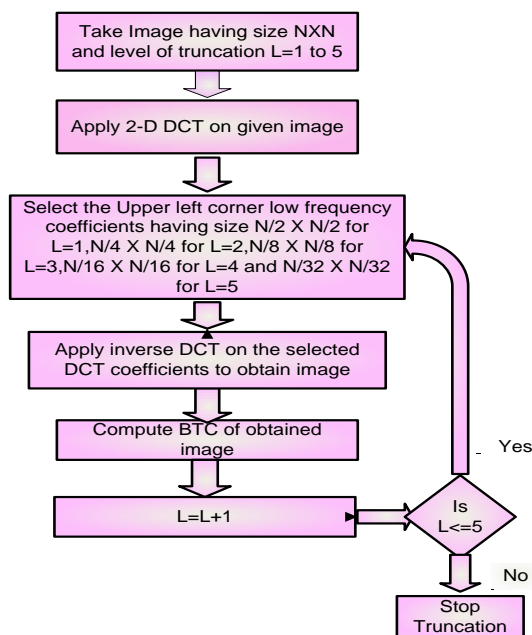 Take Image having size NXN
and level of truncation L=1 to 5
Apply 2-D DCT on given image
Select the Upper left corner low frequency
coefficients having size N/2 X N/2 for
L=1,N/4 X N/4 for L=2,N/8 X N/8 for
L=3,N/16 X N/16 for L=4 and N/32 X N/32
for L=5
Apply inverse DCT on the selected
DCT coefficients to obtain image
Compute BTC of obtained
image
L=L+1
Is
L<=5
Yes
No
Stop
Truncation